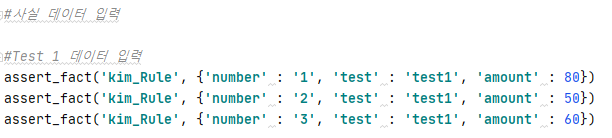 #사실 데이터 입력
#Test 1 데이터 입력
assert_fact('kim_Rule', {'number' : '1', 'test' : 'test1', 'amount' : 80})
assert_fact('kim_Rule', {'number' : '2', 'test' : 'test1', 'amount' : 50})
assert_fact('kim_Rule', {'number' : '3', 'test' : 'test1', 'amount' : 60})